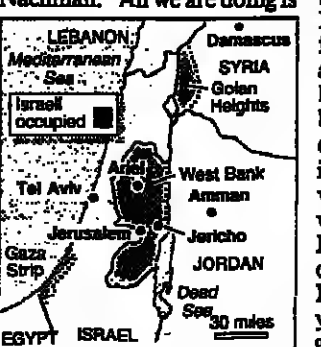 Nachman. "All we are doing is
LEBANON
Damascus
Mediterranean
Sea
SYRIA
Golan
Heights
Israeli
occupied
Ariel
West Bank
Tel Aviv
Amman
Jerusalem
Jericho
Gaza
Strip
JORDAN
Dead
Sea
30 miles
EGYPT
ISRAEL